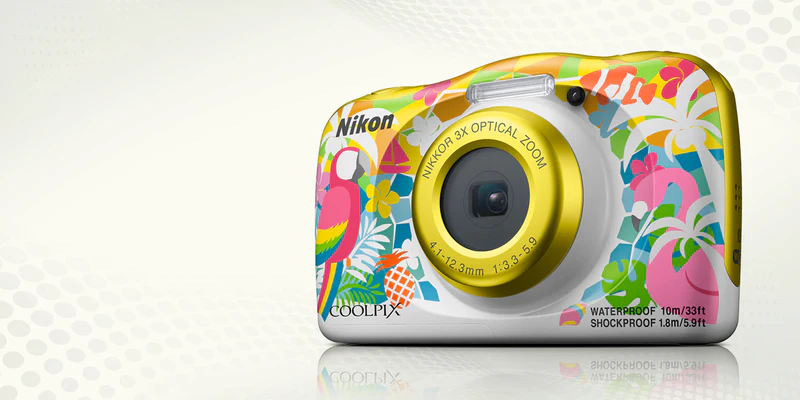 Nikon
NIKKOR 3X OPTICAL ZOOM
4.1-12.3mm 1:3.3-5.9
COOLPIX
WATERPROOF 10m/33ft
SHOCKPROOF 1.8m/5.9ft